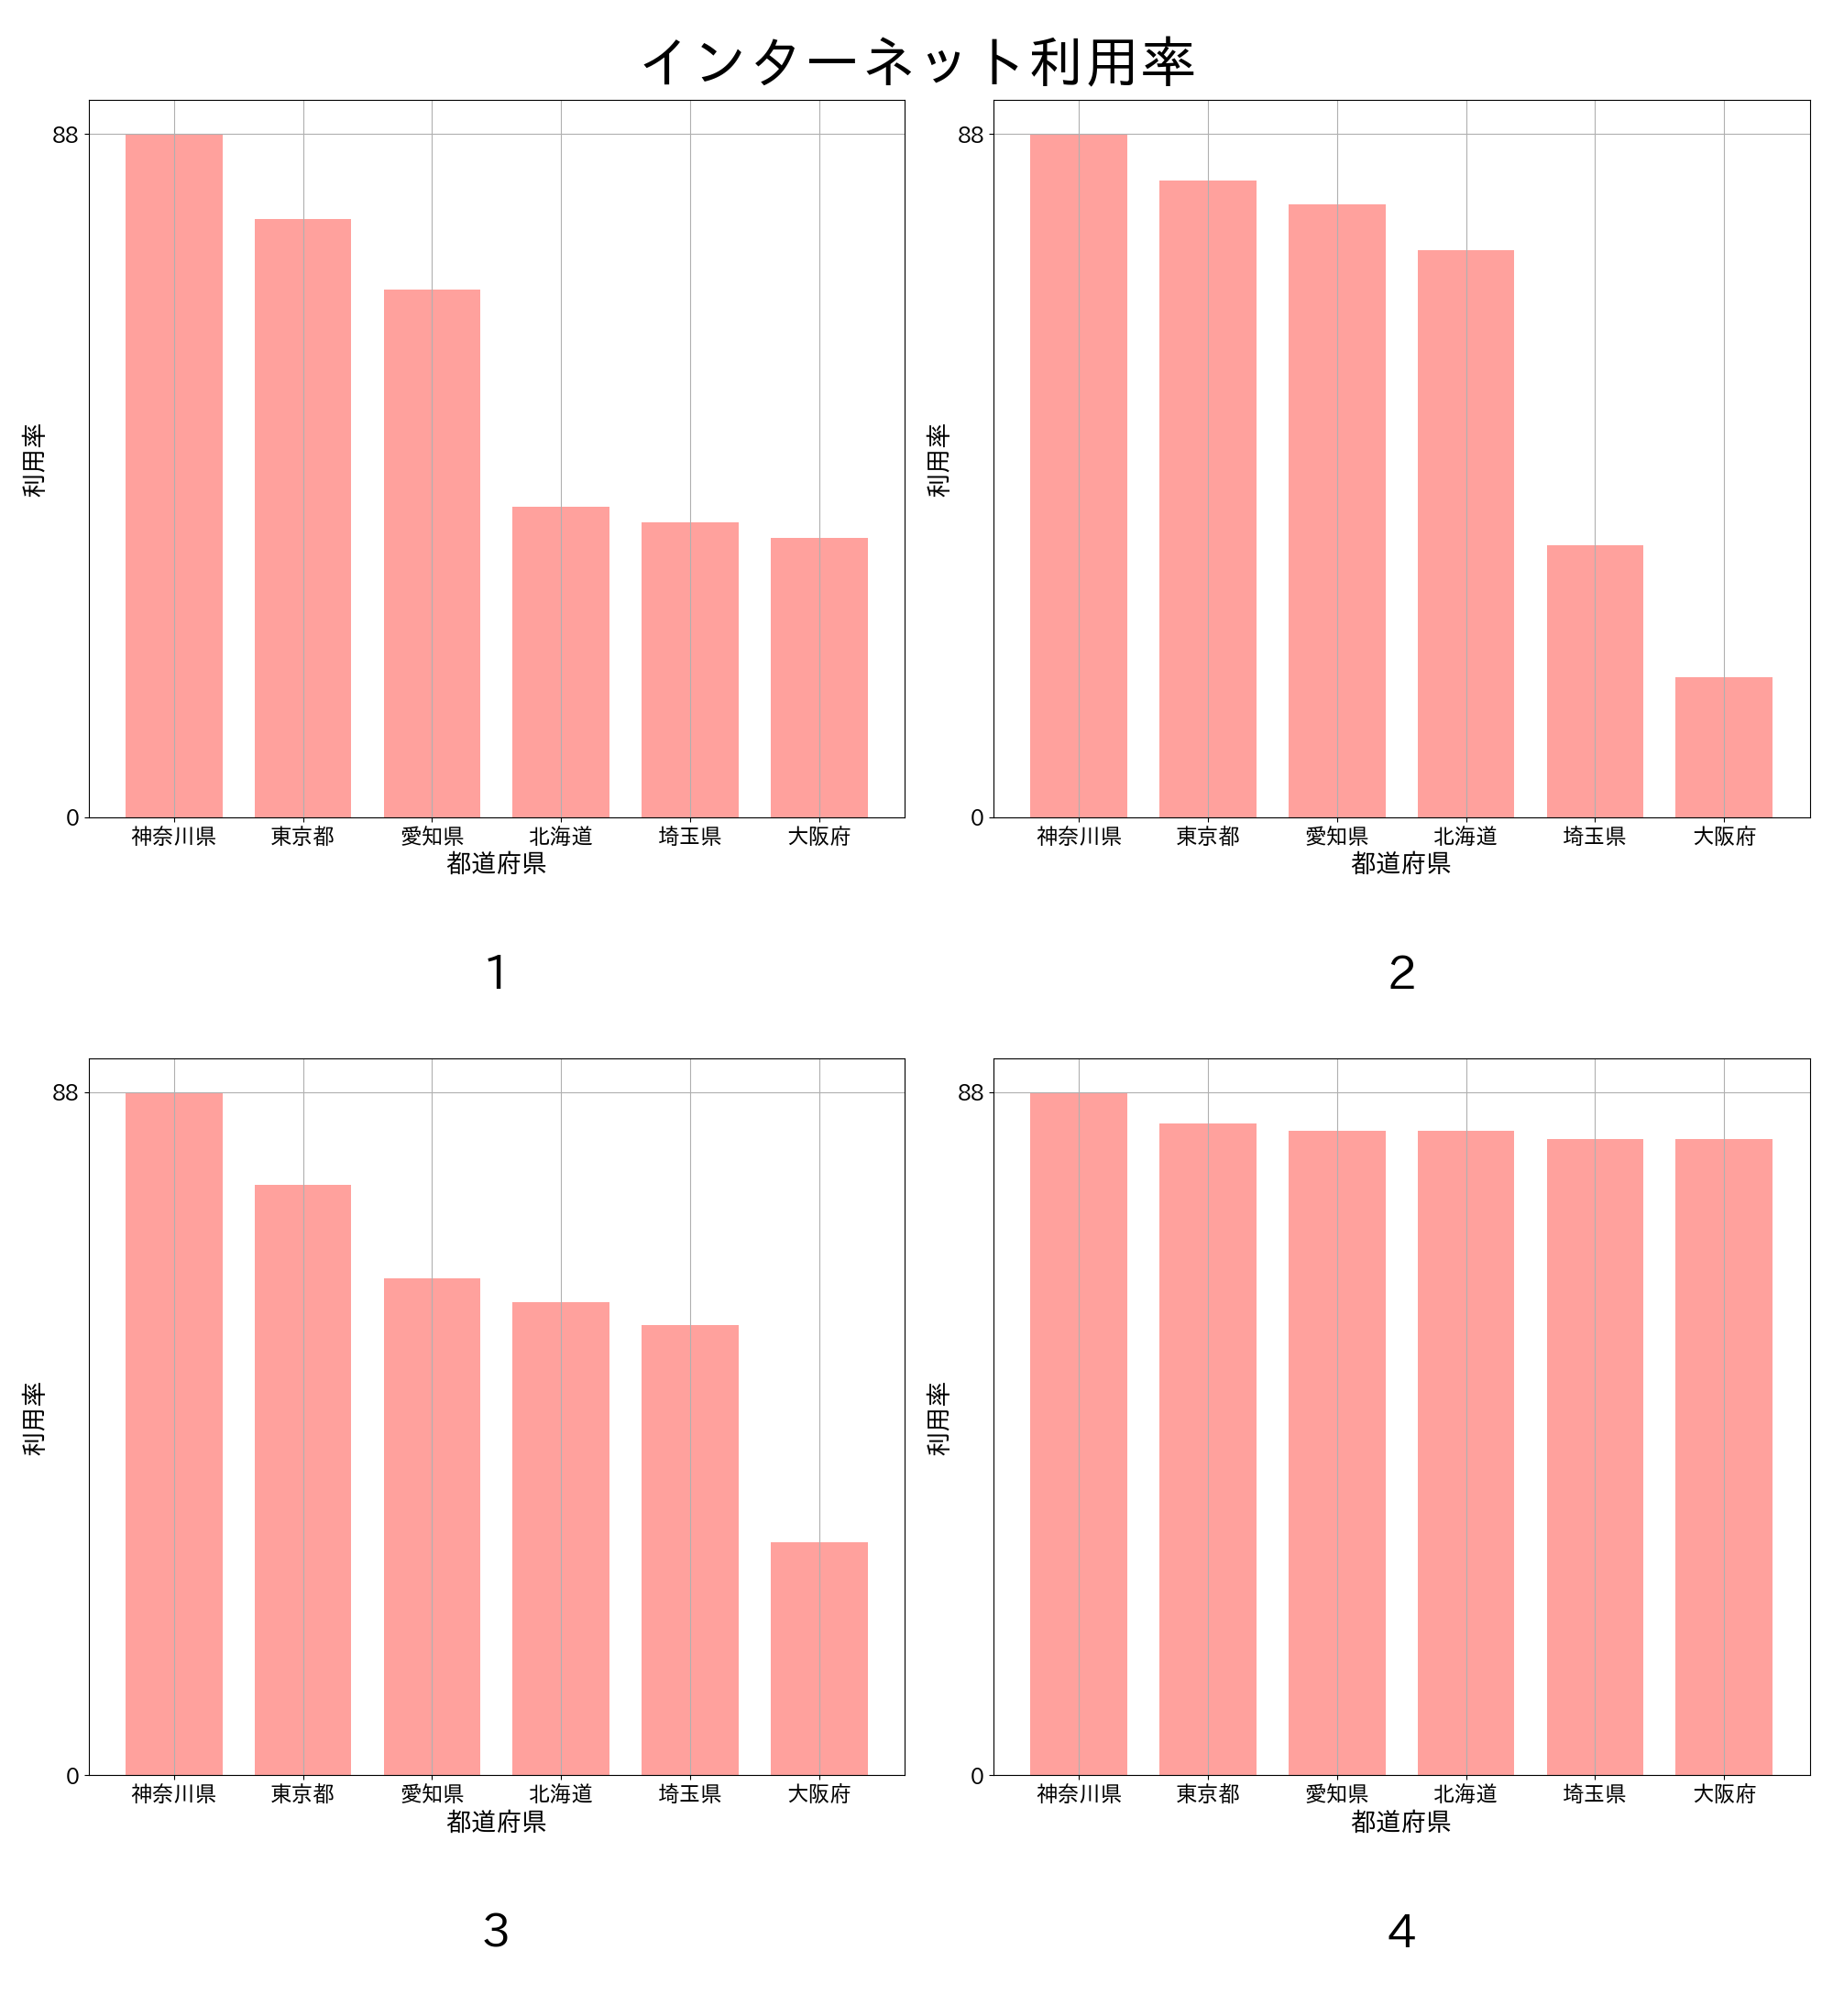 インターネット利用率
88
0
利用率
神奈川県 東京都 愛知県 北海道 埼玉県 大阪府
都道府県
1
88
0
利用率
神奈川県 東京都 愛知県 北海道 埼玉県 大阪府
都道府県
2
88
0
利用率
神奈川県 東京都 愛知県 北海道 埼玉県 大阪府
都道府県
3
88
0
利用率
神奈川県 東京都 愛知県 北海道 埼玉県 大阪府
都道府県
4